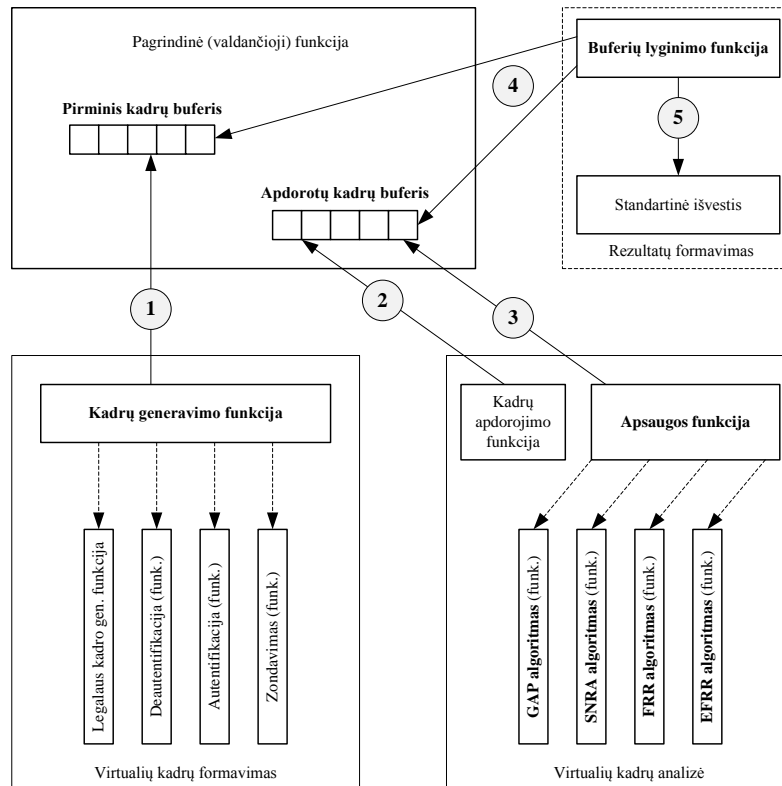 Pagrindinė (valdančioji) funkcija
Pirminis kadrų buferis
Apdorotų kadrų buferis
Buferių lyginimo funkcija
4
5
Standartinė išvestis
Rezultatų formavimas
1
2
3
Kadrų generavimo funkcija
Legalaus kadro gen. funkcija
Deautentifikacija (funk.)
Autentifikacija (funk.)
Zondavimas (funk.)
Virtualių kadrų formavimas
Kadrų
apdorojimo
funkcija
Apsaugos funkcija
GAP algoritmas (funk.)
SNRA algoritmas (funk.)
FRR algoritmas (funk.)
EFRR algoritmas (funk.)
Virtualių kadrų analizė